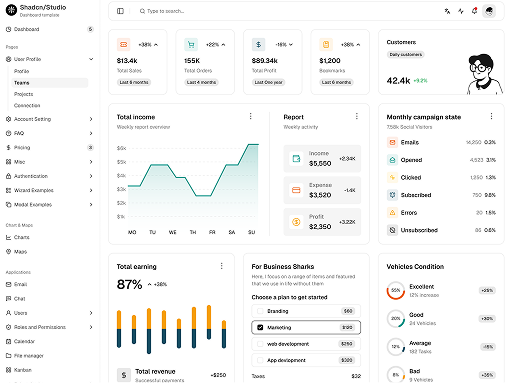 Shadcn/Studio
Dashboard template
Dashboard
5
Pages
User Profile
Profile
Teams
Projects
Connection
Account Setting
FAQ
Pricing
Misc
Authentication
Wizard Examples
Modal Examples
Chart & Maps
Charts
Maps
Applications
Email
Chat
Users
Roles and Permissions
Calendar
File manager
Kanban
Type to search...
+38%
$13.4k
Total Sales
Last 6 months
+22%
155K
Total Orders
Last 4 months
-16%
$89.34k
Total Profit
Last One year
+38%
$1,200
Bookmarks
Last 6 months
Customers
Daily customers
42.4k +9.2%
Total income
Weekly report overview
$6k
$5k
$4k
$3k
$2k
$1k
MO TU WE TH FR SA SU
Report
Weekly activity
Income
$5,550
+2.34K
Expense
$3,520
-1.4K
Profit
$2,350
+3.22K
Monthly campaign state
7.58k Social Visitors
Emails 14,250 0.3%
Opened 4,523 3.1%
Clicked 1,250 1.3%
Subscribed 750 9.8%
Errors 20 1.5%
Unsubscribed 86 0.6%
Total earning
87% +38%
Total revenue
Successful payments
+$250
For Business Sharks
Here, I focus on a range of items and featured
that we use in life without them
Choose a plan to get started
Branding $60
Marketing $120
web development $250
App devlopment $320
Taxes $32
Vehicles Condition
55%
Excellent
12% increase
+25%
20%
Good
24 Vehicles
+30%
12%
Average
182 Tasks
-15%
8%
Bad
9 Vehicles
+35%